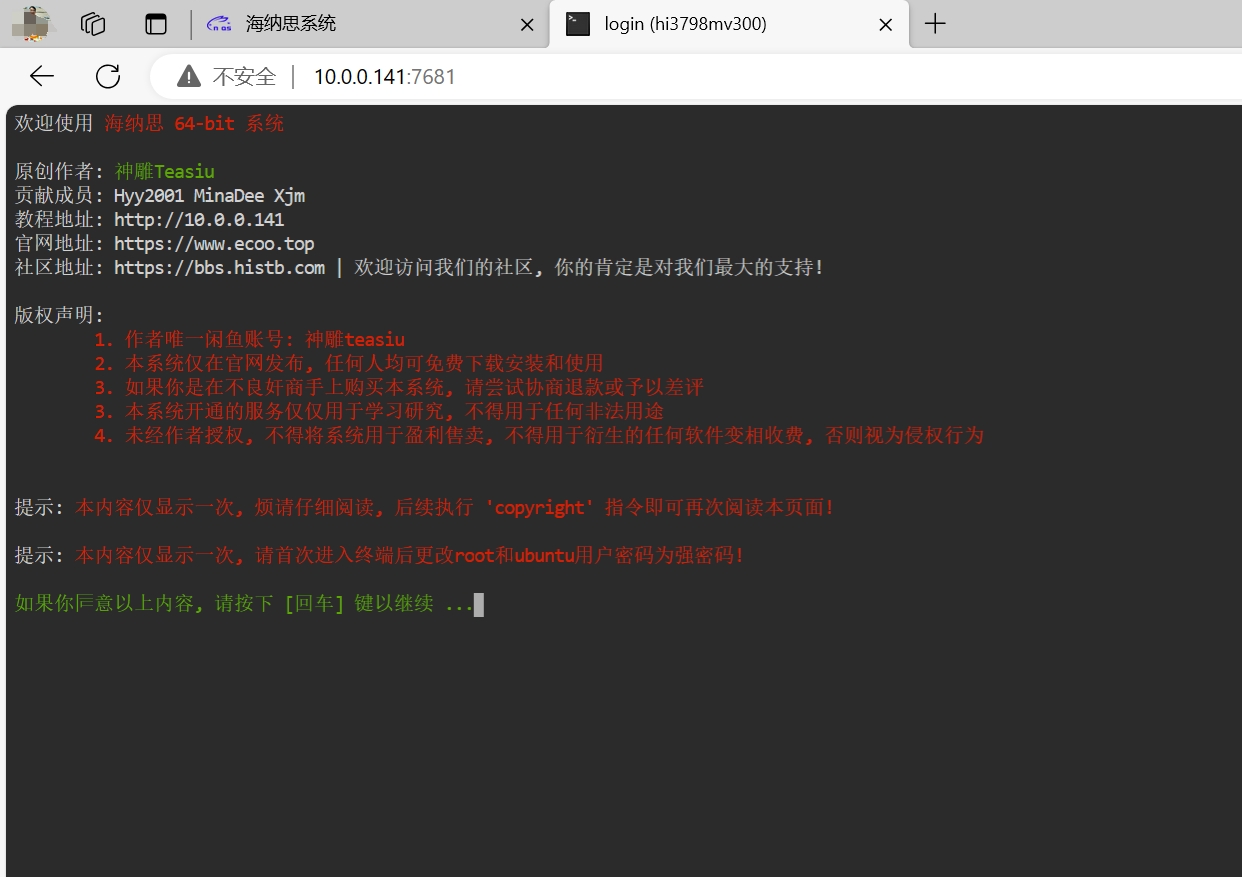 海纳思系统
login (hi3798mv300)
不安全
10.0.0.141:7681
欢迎使用 海纳思 64-bit 系统
原创作者: 神雕Teasiu
贡献成员: Hyy2001 MinaDee Xjm
教程地址: http://10.0.0.141
官网地址: https://www.ecoo.top
社区地址: https://bbs.histb.com | 欢迎访问我们的社区, 你的肯定是对我们最大的支持!
版权声明:
1. 作者唯一闲鱼账号: 神雕teasiu
2. 本系统仅在官网发布, 任何人均可免费下载安装和使用
3. 如果你是在不良奸商手上购买本系统, 请尝试协商退款或予以差评
3. 本系统开通的服务仅仅用于学习研究, 不得用于任何非法用途
4. 未经作者授权, 不得将系统用于盈利售卖, 不得用于衍生的任何软件变相收费, 否则视为侵权行为
提示: 本内容仅显示一次, 烦请仔细阅读, 后续执行 'copyright' 指令即可再次阅读本页面!
提示: 本内容仅显示一次, 请首次进入终端后更改root和ubuntu用户密码为强密码!
如果你同意以上内容, 请按下 [回车] 键以继续 ...